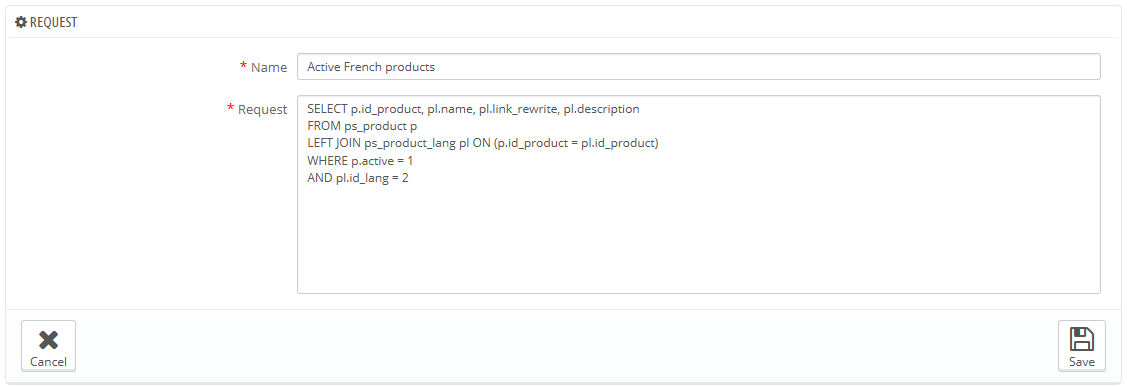 REQUEST
* Name
Active French products
* Request
SELECT p.id_product, pl.name, pl.link_rewrite, pl.description
FROM ps_product p
LEFT JOIN ps_product_lang pl ON (p.id_product = pl.id_product)
WHERE p.active = 1
AND pl.id_lang = 2
Cancel
Save